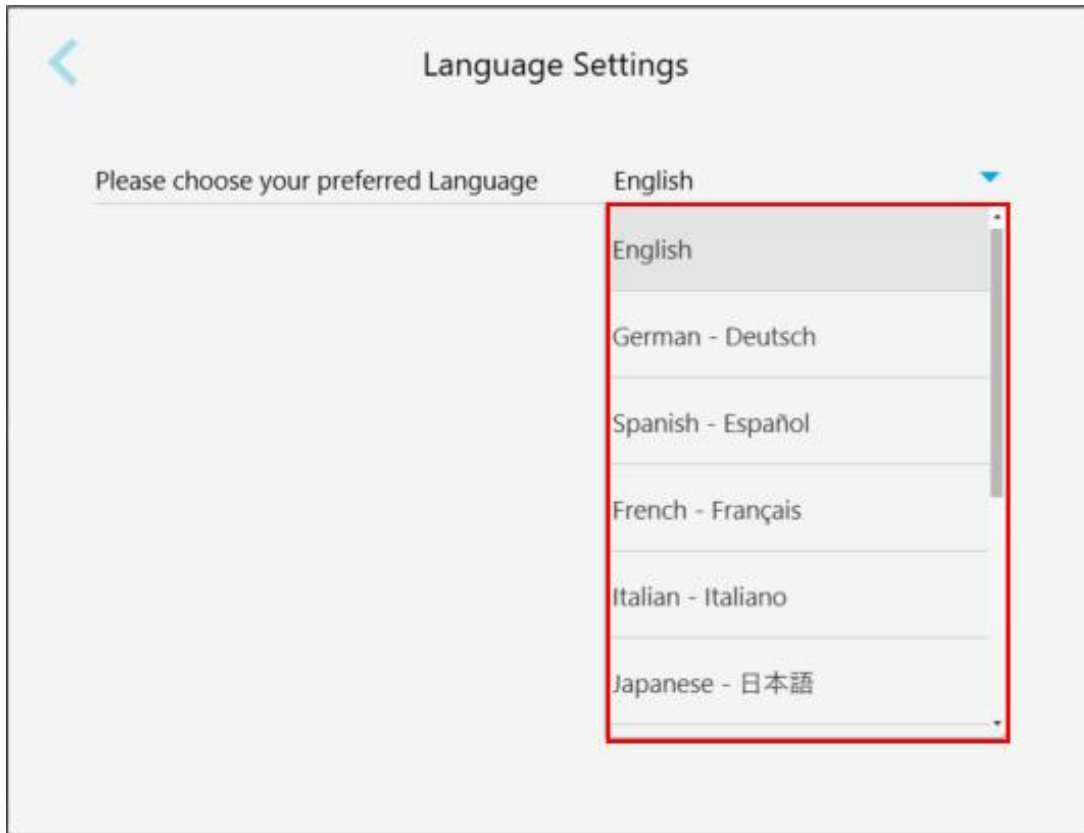 Language Settings
Please choose your preferred Language English
English
German - Deutsch
Spanish - Español
French - Français
Italian - Italiano
Japanese - 日本語